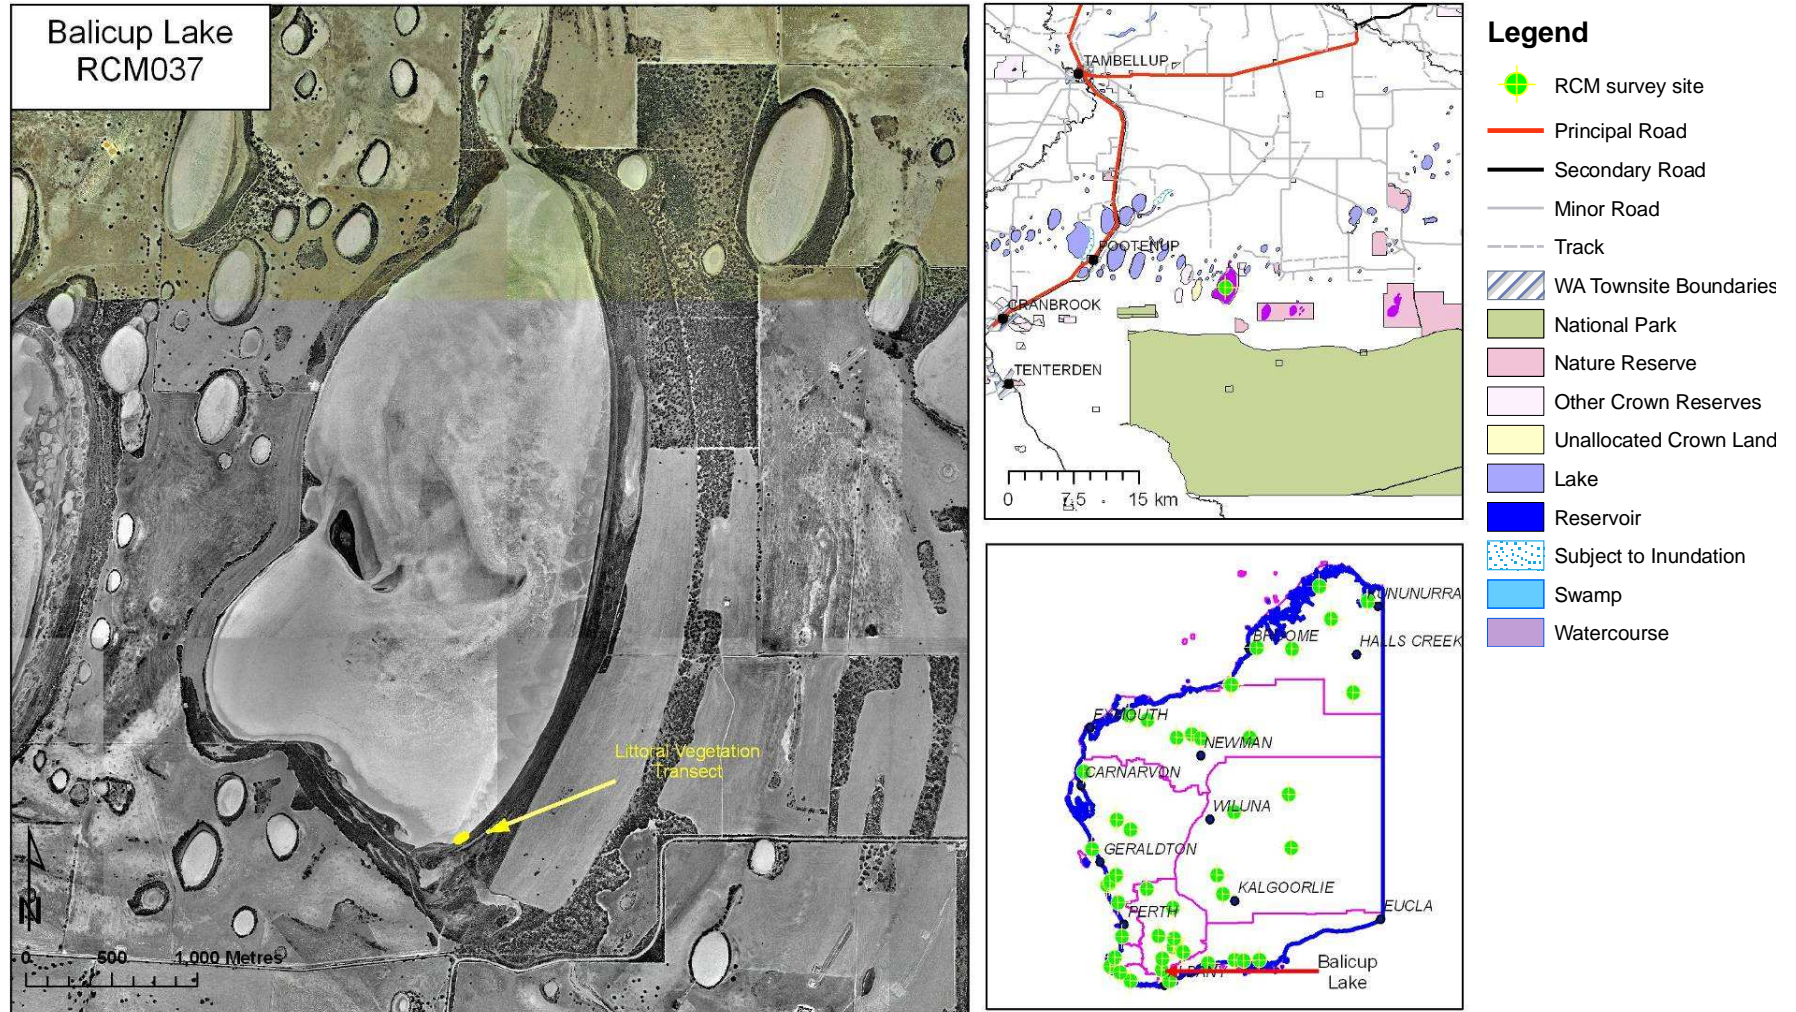 Balicup Lake
RCM037
Littoral Vegetation
Transect
N
0 500 1,000 Metres
TAMBELLUP
POOTENUP
CRANBROOK
TENTERDEN
0 7.5 15 km
KUNUNURRA
BROOME
HALLS CREEK
EXMOUTH
NEWMAN
CARNARVON
WILUNA
GERALDTON
KALGOORLIE
PERTH
EUCLA
ALBANY
Balicup
Lake
Legend
RCM survey site
Principal Road
Secondary Road
Minor Road
Track
WA Townsite Boundaries
National Park
Nature Reserve
Other Crown Reserves
Unallocated Crown Land
Lake
Reservoir
Subject to Inundation
Swamp
Watercourse